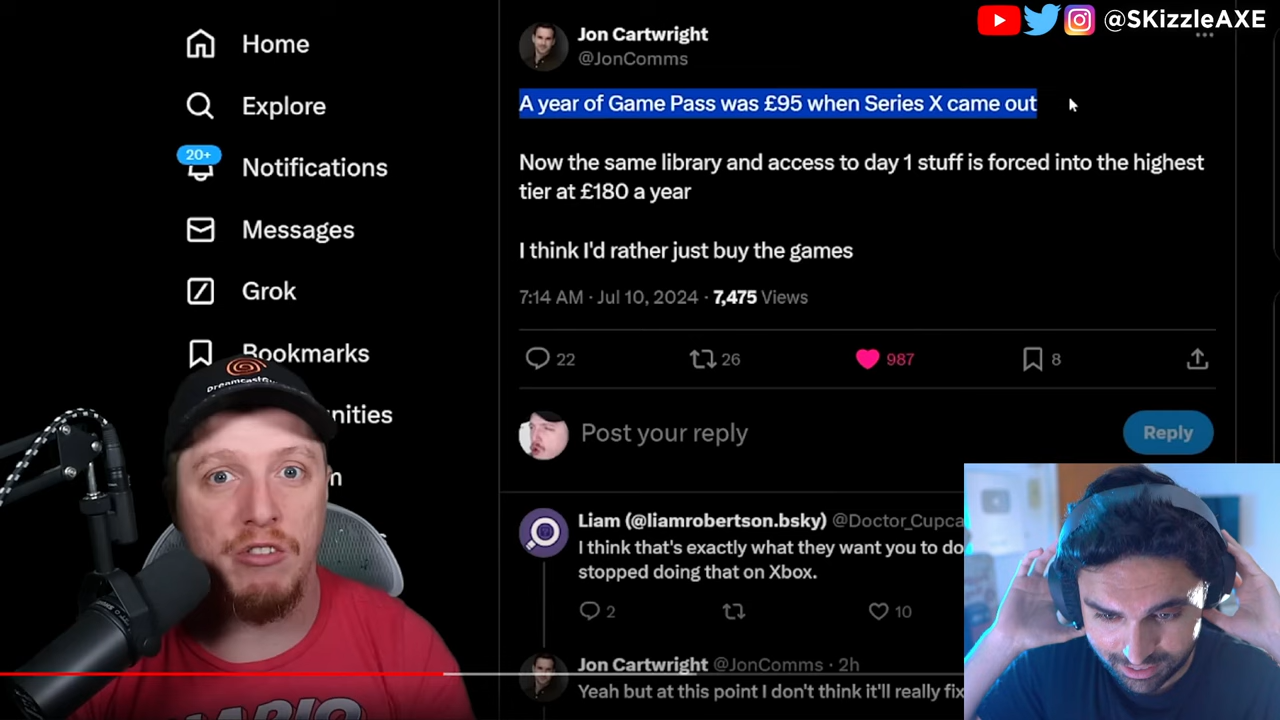 @SKizzleAXE
Home
Explore
20+
Notifications
Messages
Grok
Bookmarks
Jon Cartwright
@JonComms
A year of Game Pass was £95 when Series X came out
Now the same library and access to day 1 stuff is forced into the highest
tier at £180 a year
I think I'd rather just buy the games
7:14 AM · Jul 10, 2024 · 7,475 Views
22
26
987
8
Post your reply
Reply
Liam (@liamrobertson.bsky) @Doctor_Cupca
I think that's exactly what they want you to do
stopped doing that on Xbox.
2
10
Jon Cartwright @JonComms · 2h
Yeah but at this point I don't think it'll really fix